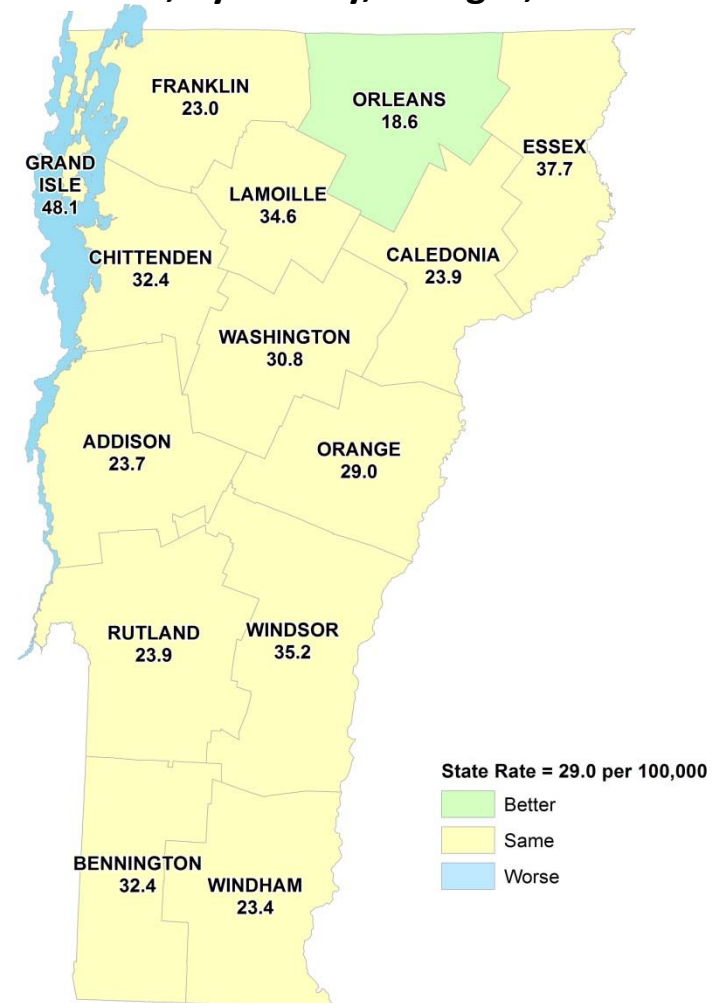 FRANKLIN
23.0
ORLEANS
18.6
ESSEX
37.7
GRAND
ISLE
48.1
LAMOILLE
34.6
CHITTENDEN
32.4
CALEDONIA
23.9
WASHINGTON
30.8
ADDISON
23.7
ORANGE
29.0
RUTLAND
23.9
WINDSOR
35.2
State Rate = 29.0 per 100,000
Better
Same
Worse
BENNINGTON
32.4
WINDHAM
23.4